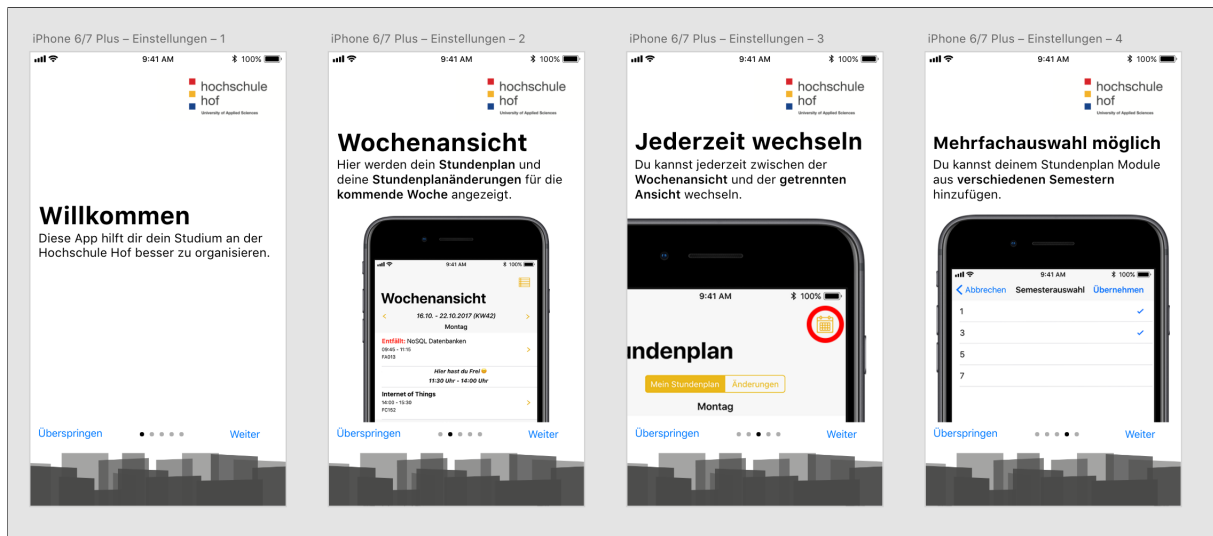 iPhone 6/7 Plus – Einstellungen – 1
9:41 AM
100%
hochschule
hof
University of Applied Sciences
Willkommen
Diese App hilft dir dein Studium an der
Hochschule Hof besser zu organisieren.
Überspringen
Weiter
iPhone 6/7 Plus – Einstellungen – 2
9:41 AM
100%
hochschule
hof
University of Applied Sciences
Wochenansicht
Hier werden dein Stundenplan und
deine Stundenplanänderungen für die
kommende Woche angezeigt.
9:41 AM
100%
Wochenansicht
< 16.10. - 22.10.2017 (KW42) >
Montag
Entfällt: NoSQL Datenbanken
09:45 - 11:15
FA013
Hier hast du Frei 😊
11:30 Uhr - 14:00 Uhr
Internet of Things
14:02 - 15:30
FC152
Überspringen
Weiter
iPhone 6/7 Plus – Einstellungen – 3
9:41 AM
100%
hochschule
hof
University of Applied Sciences
Jederzeit wechseln
Du kannst jederzeit zwischen der
Wochenansicht und der getrennten
Ansicht wechseln.
9:41 AM
100%
undenplan
Mein Stundenplan
Änderungen
Montag
Überspringen
Weiter
iPhone 6/7 Plus – Einstellungen – 4
9:41 AM
100%
hochschule
hof
University of Applied Sciences
Mehrfachauswahl möglich
Du kannst deinem Stundenplan Module
aus verschiedenen Semestern
hinzufügen.
9:41 AM
100%
Abbrechen
Semesterauswahl
Übernehmen
1
3
5
7
Überspringen
Weiter